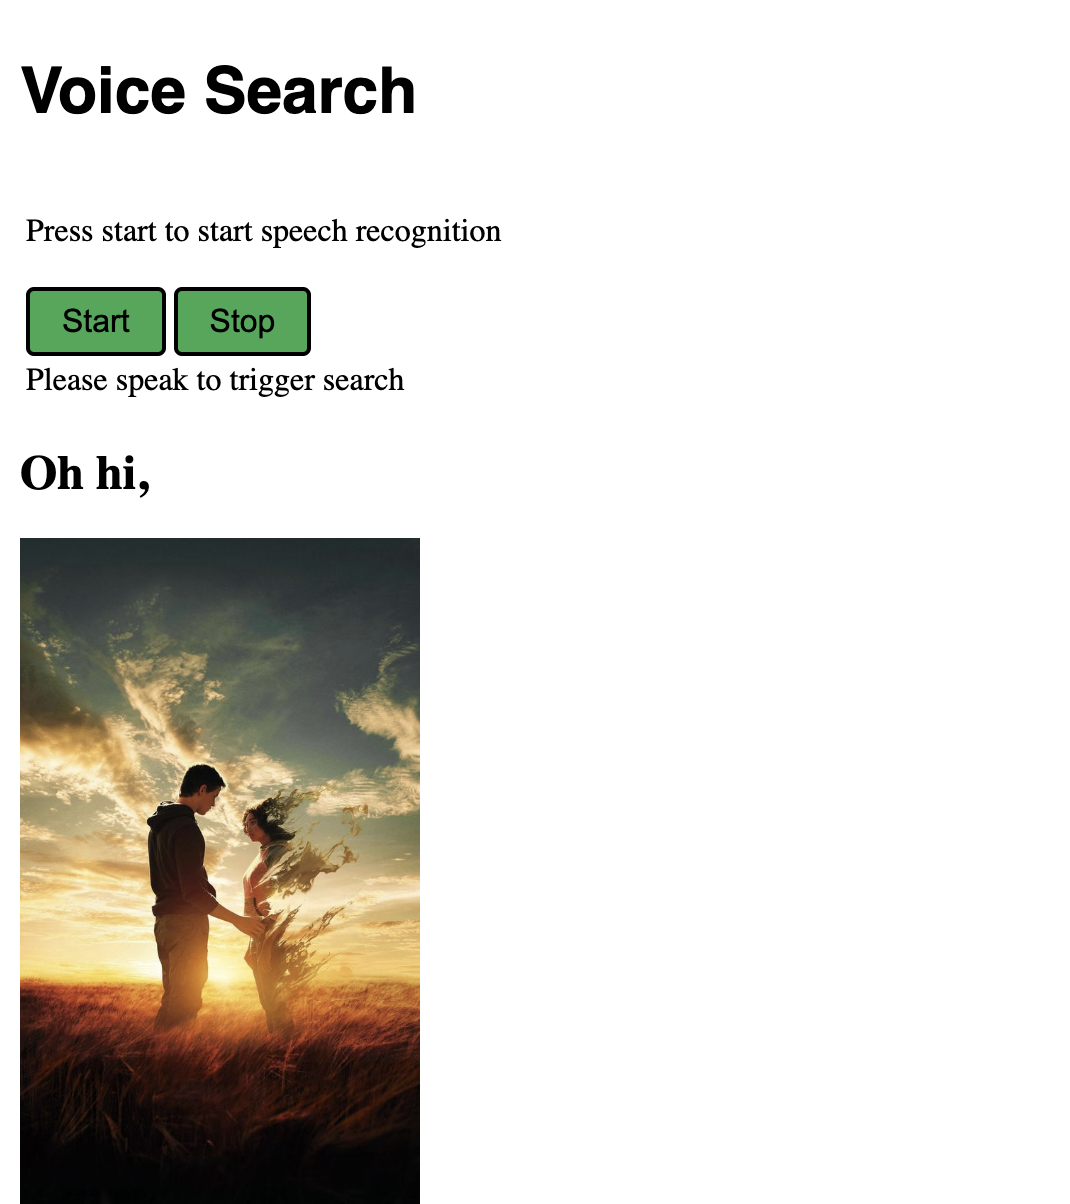 Voice Search
Press start to start speech recognition
Start Stop
Please speak to trigger search
Oh hi,